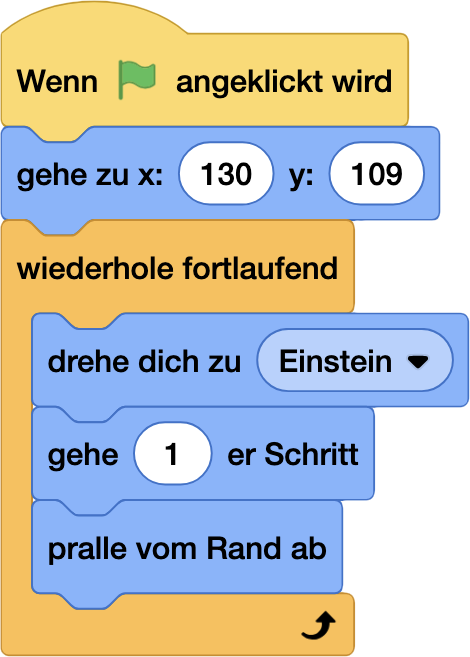 Wenn angeklickt wird
gehe zu x: 130 y: 109
wiederhole fortlaufend
drehe dich zu Einstein
gehe 1 er Schritt
pralle vom Rand ab